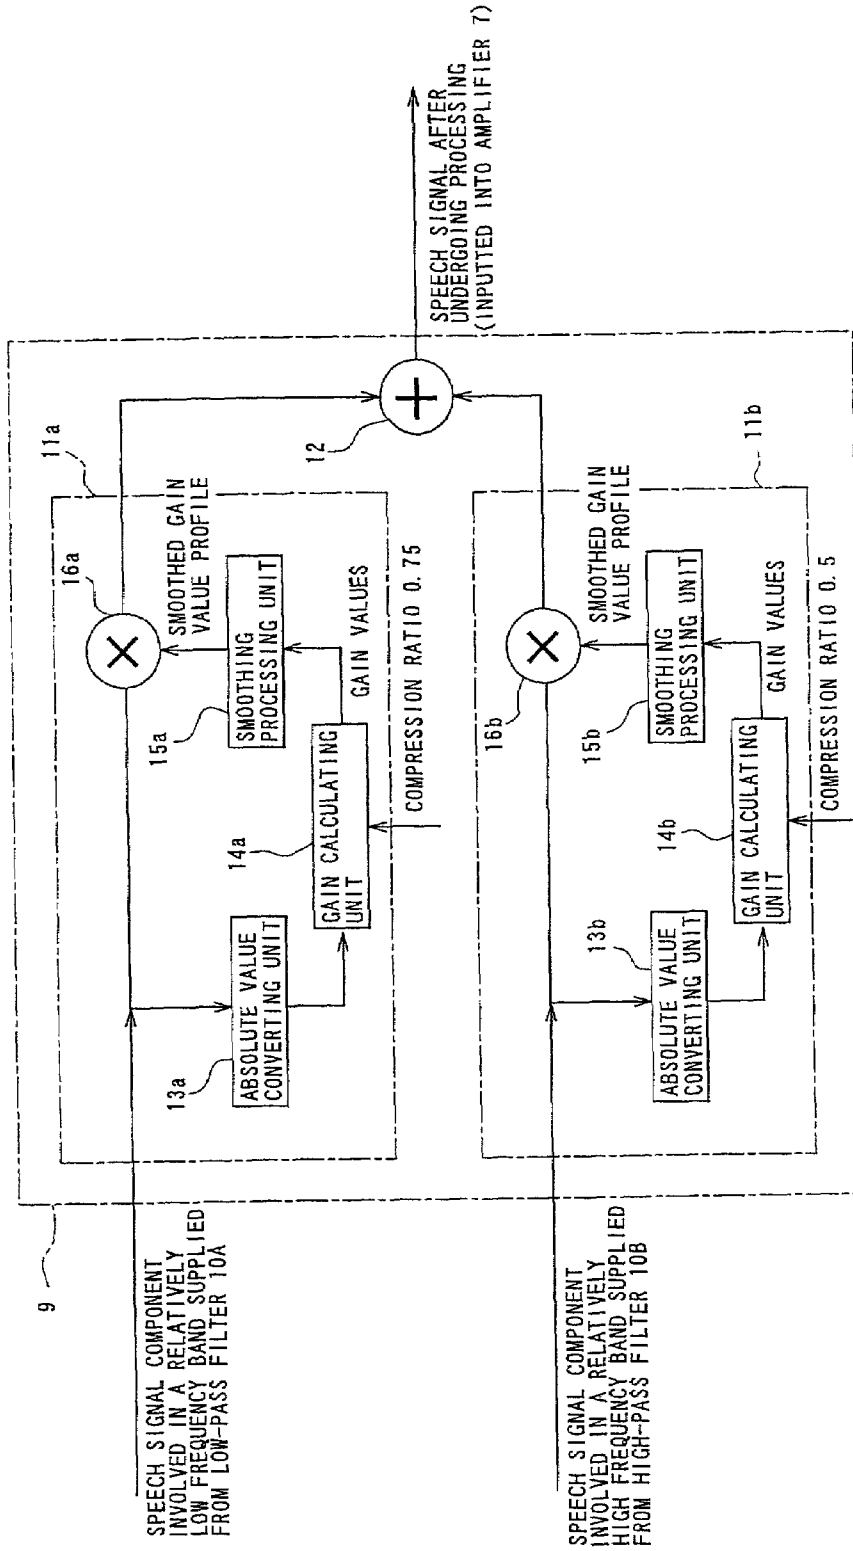 9
SPEECH SIGNAL COMPONENT
INVOLVED IN A RELATIVELY
LOW FREQUENCY BAND SUPPLIED
FROM LOW-PASS FILTER 10A
13a
ABSOLUTE VALUE
CONVERTING UNIT
14a
GAIN CALCULATING
UNIT
COMPRESSION RATIO 0.75
15a
SMOOTHING
PROCESSING UNIT
GAIN VALUES
16a
×
SMOOTHED GAIN
VALUE PROFILE
11a
12
+
SPEECH SIGNAL AFTER
UNDERGOING PROCESSING
(INPUTTED INTO AMPLIFIER 7)
SPEECH SIGNAL COMPONENT
INVOLVED IN A RELATIVELY
HIGH FREQUENCY BAND SUPPLIED
FROM HIGH-PASS FILTER 10B
13b
ABSOLUTE VALUE
CONVERTING UNIT
14b
GAIN CALCULATING
UNIT
COMPRESSION RATIO 0.5
15b
SMOOTHING
PROCESSING UNIT
GAIN VALUES
16b
×
SMOOTHED GAIN
VALUE PROFILE
11b